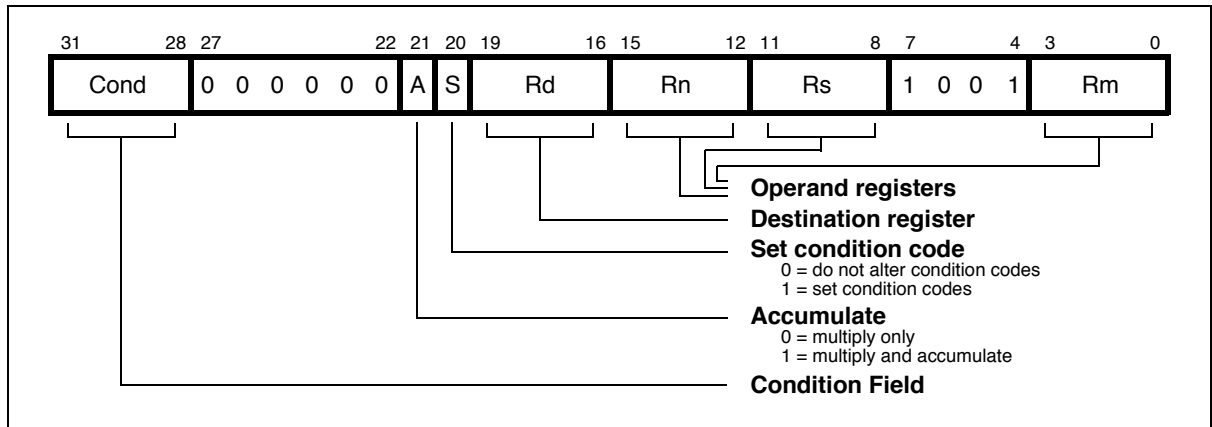 31 28 27 22 21 20 19 16 15 12 11 8 7 4 3 0
Cond 0 0 0 0 0 0 A S Rd Rn Rs 1 0 0 1 Rm
Operand registers
Destination register
Set condition code
0 = do not alter condition codes
1 = set condition codes
Accumulate
0 = multiply only
1 = multiply and accumulate
Condition Field